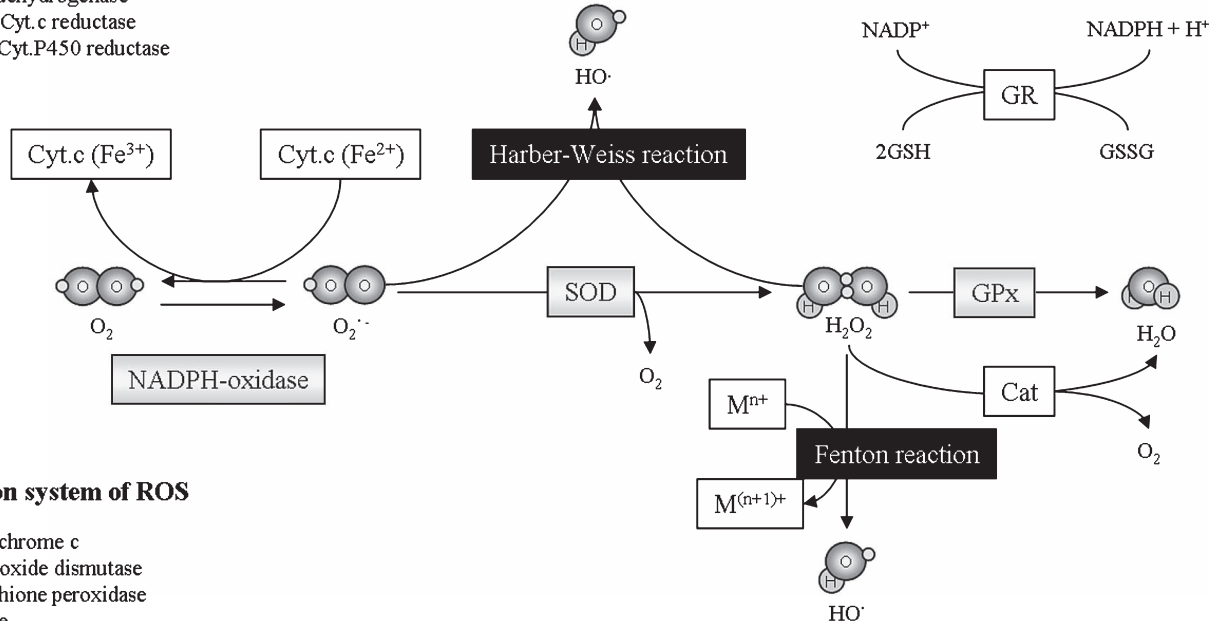 Cyt.c reductase
Cyt.P450 reductase
HO·
NADP⁺
NADPH + H⁺
GR
2GSH
GSSG
Cyt.c (Fe³⁺)
Cyt.c (Fe²⁺)
Harber-Weiss reaction
O
H
O O
O₂
O O
O₂·⁻
NADPH-oxidase
SOD
O₂
O O
H H
H₂O₂
GPx
O
H H
H₂O
Cat
O₂
Mⁿ⁺
Fenton reaction
M⁽ⁿ⁺¹⁾⁺
O
H
HO·
system of ROS
oxide dismutase
peroxidase